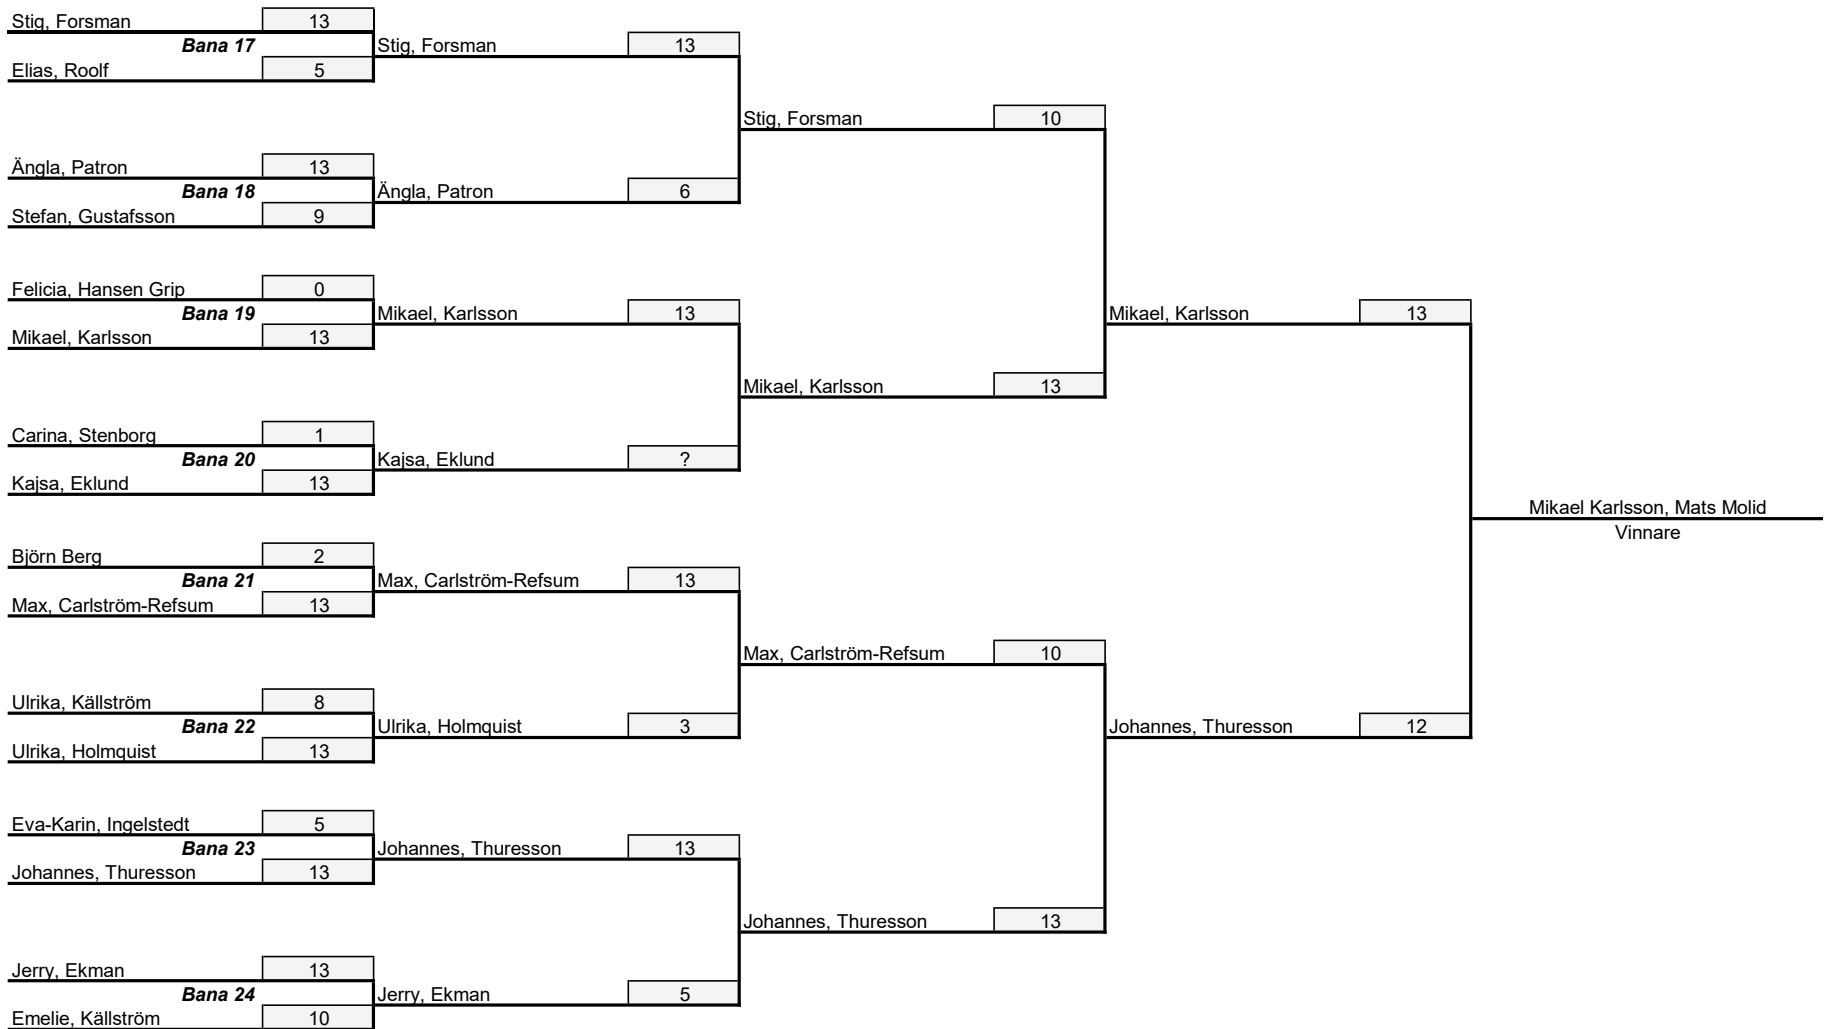 Stig, Forsman 13
Bana 17 Stig, Forsman 13
Elias, Roolf 5
Stig, Forsman 10
Ängla, Patron 13
Bana 18 Ängla, Patron 6
Stefan, Gustafsson 9
Felicia, Hansen Grip 0
Bana 19 Mikael, Karlsson 13 Mikael, Karlsson 13
Mikael, Karlsson 13
Mikael, Karlsson 13
Carina, Stenborg 1
Bana 20 Kajsa, Eklund ?
Kajsa, Eklund 13
Mikael Karlsson, Mats Molid
Vinnare
Björn Berg 2
Bana 21 Max, Carlström-Refsum 13
Max, Carlström-Refsum 13
Max, Carlström-Refsum 10
Ulrika, Källström 8
Bana 22 Ulrika, Holmquist 3 Johannes, Thuresson 12
Ulrika, Holmquist 13
Eva-Karin, Ingelstedt 5
Bana 23 Johannes, Thuresson 13
Johannes, Thuresson 13
Johannes, Thuresson 13
Jerry, Ekman 13
Bana 24 Jerry, Ekman 5
Emelie, Källström 10